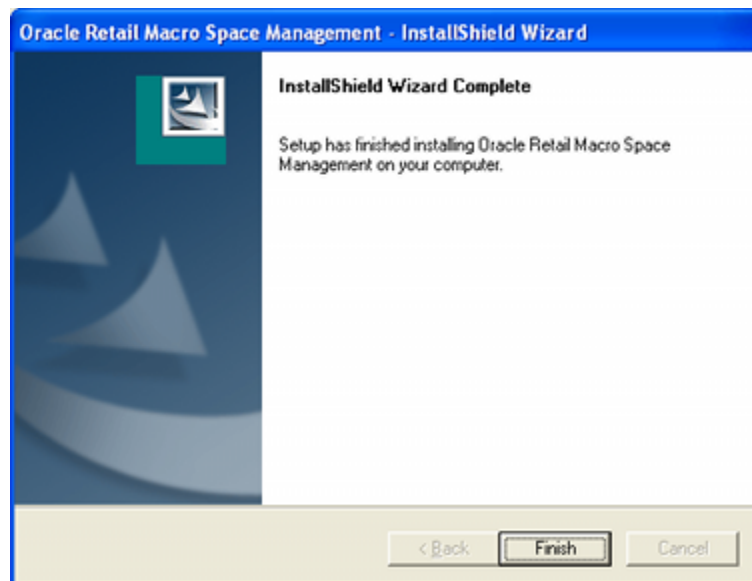 Oracle Retail Macro Space Management - InstallShield Wizard
InstallShield Wizard Complete
Setup has finished installing Oracle Retail Macro Space
Management on your computer.
< Back
Finish
Cancel